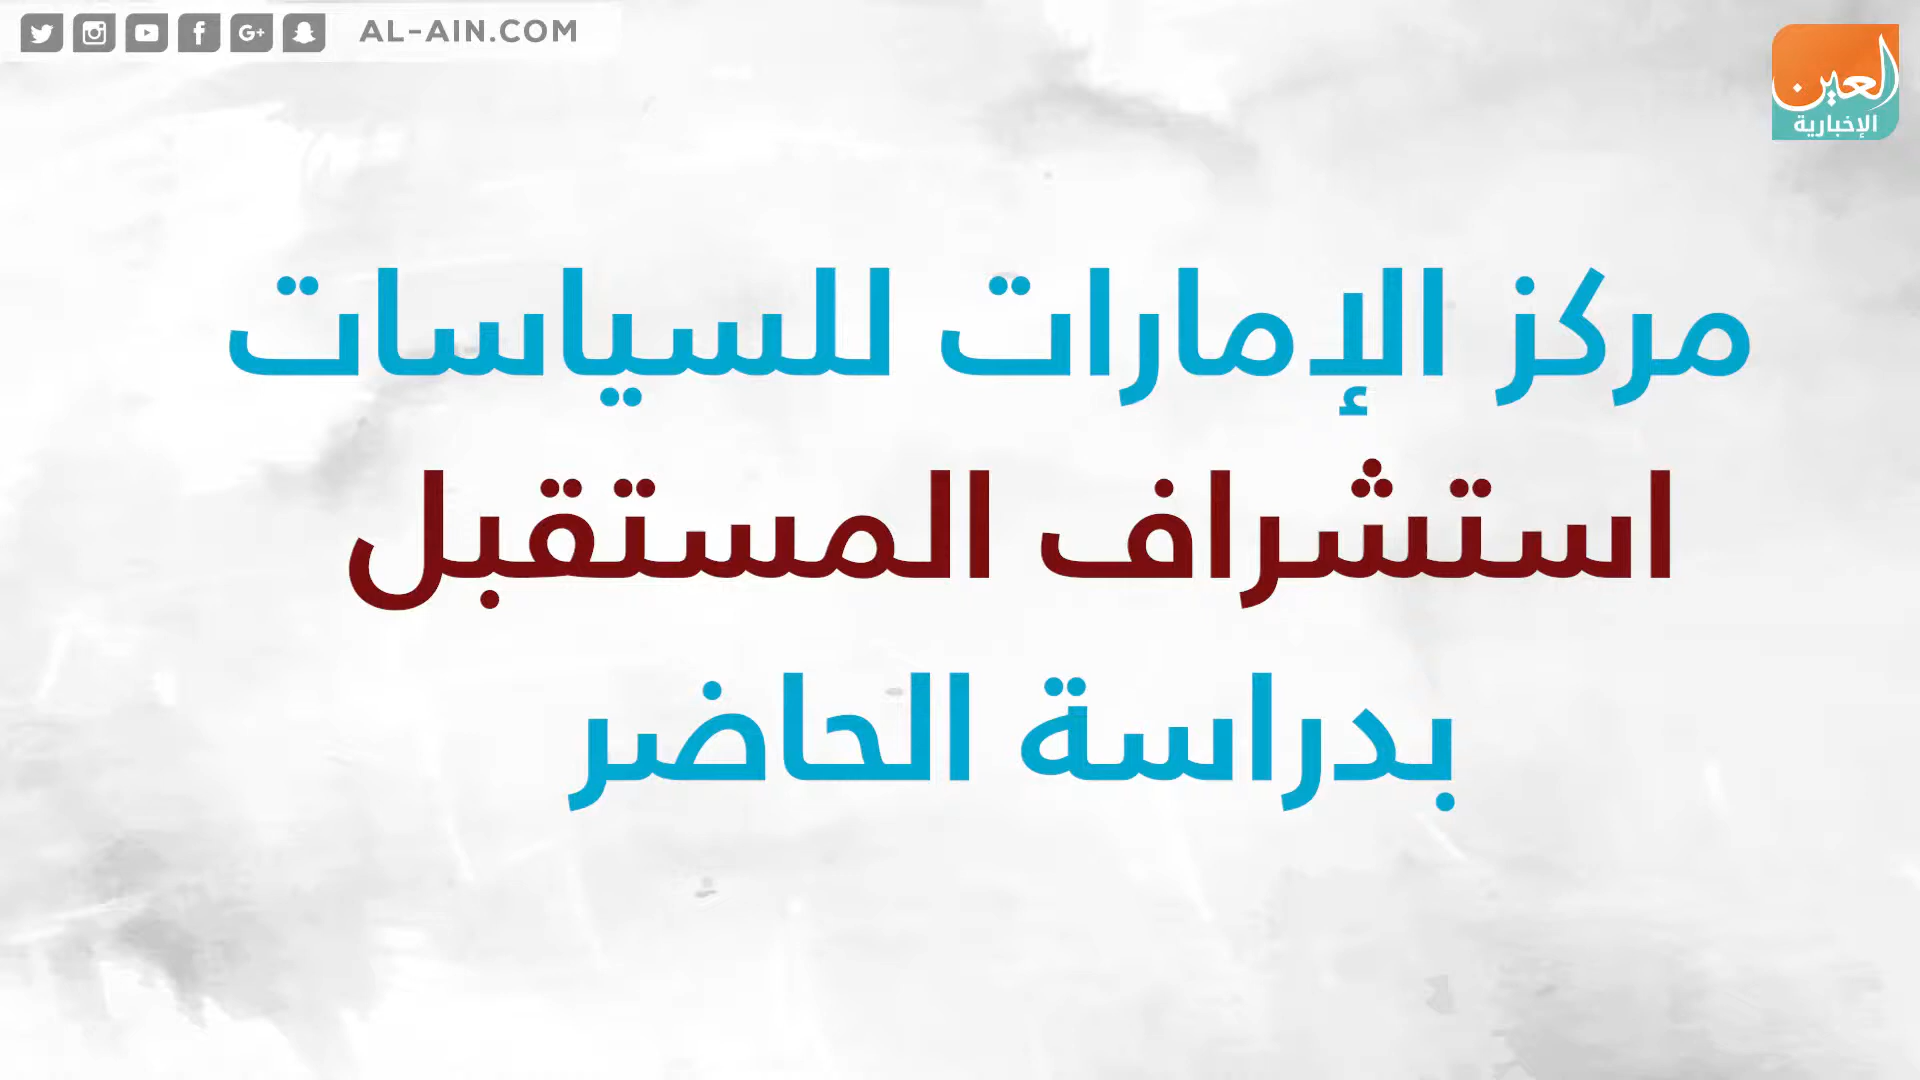 AL-AIN.COM
العين
الإخبارية
مركز الإمارات للسياسات
استشراف المستقبل
بدراسة الحاضر